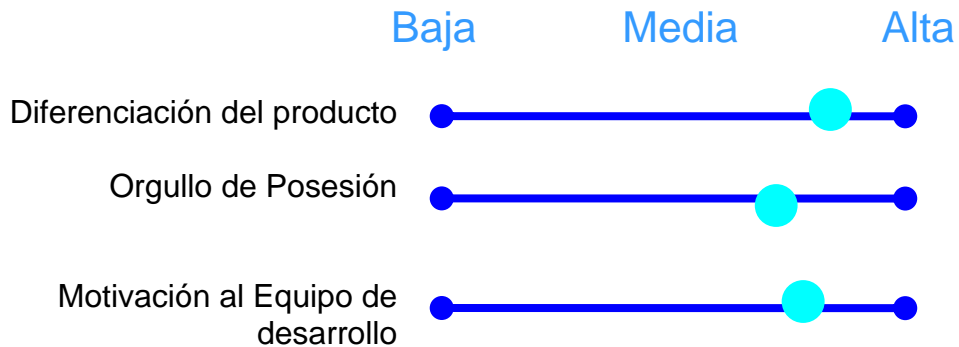 Baja Media Alta
Diferenciación del producto
Orgullo de Posesión
Motivación al Equipo de
desarrollo